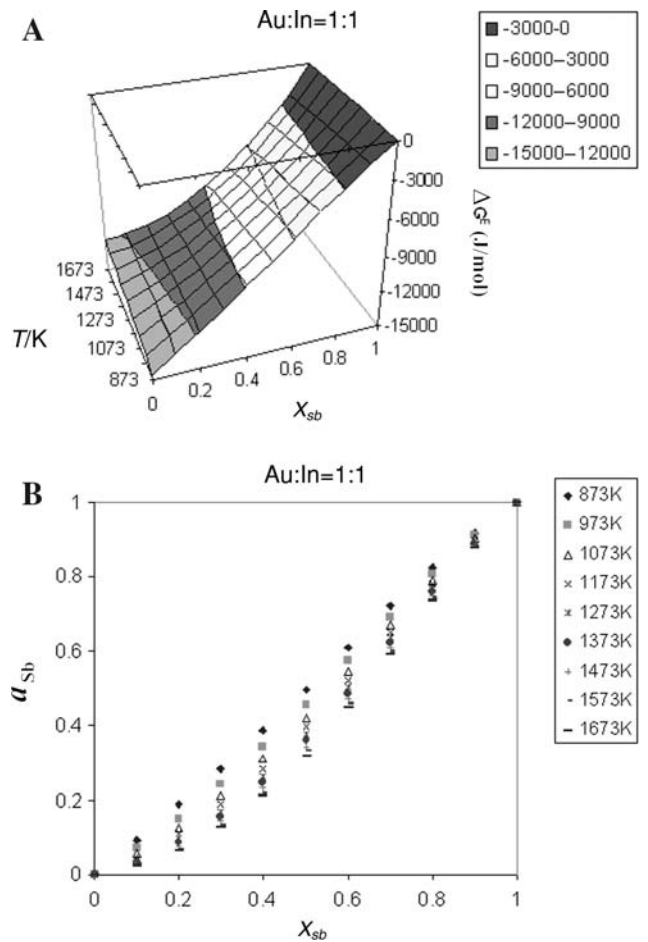 A
Au:In=1:1
-3000-0
-6000–3000
-9000–6000
-12000–9000
-15000–12000
0
-3000
-6000
-9000
-12000
-15000
ΔGᴱ (J/mol)
1673
1473
1273
1073
873
T/K
0
0.2
0.4
0.6
0.8
1
X_sb
B
Au:In=1:1
1
0.8
0.6
0.4
0.2
0
a_Sb
0
0.2
0.4
0.6
0.8
1
X_sb
873K
973K
1073K
1173K
1273K
1373K
1473K
1573K
1673K